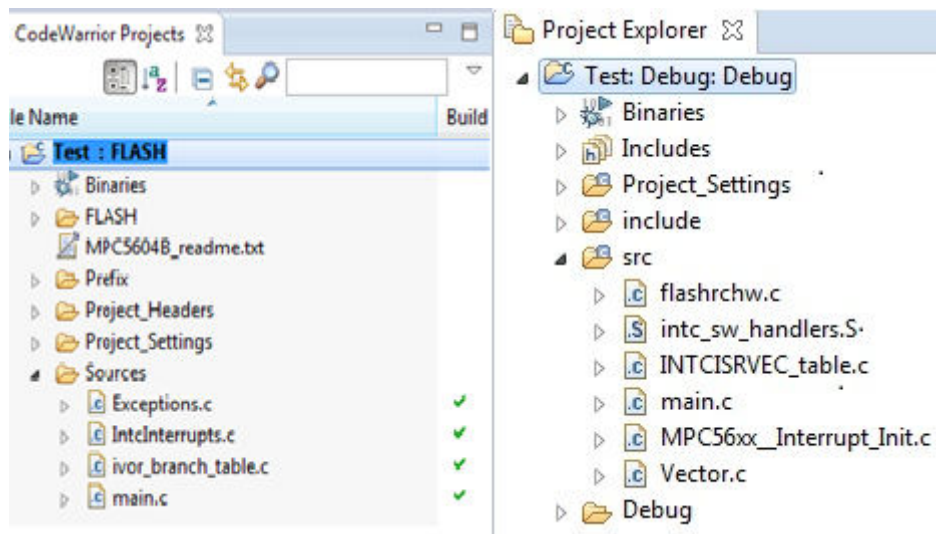 CodeWarrior Projects
le Name
Build
Test : FLASH
Binaries
FLASH
MPC5604B_readme.txt
Prefix
Project_Headers
Project_Settings
Sources
Exceptions.c
IntcInterrupts.c
ivor_branch_table.c
main.c
Project Explorer
Test: Debug: Debug
Binaries
Includes
Project_Settings
include
src
flashrchw.c
intc_sw_handlers.S
INTCISRVEC_table.c
main.c
MPC56xx__Interrupt_Init.c
Vector.c
Debug